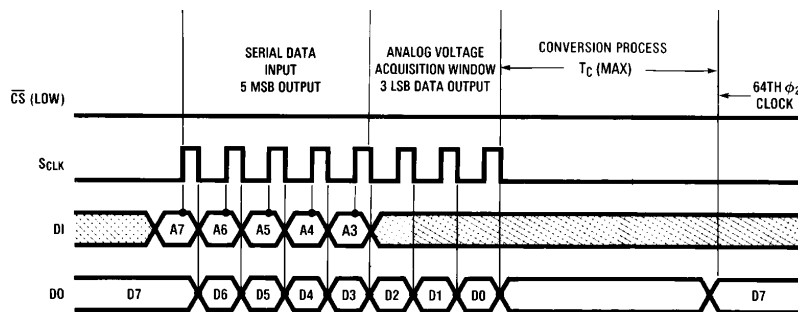 SERIAL DATA
INPUT
5 MSB OUTPUT
ANALOG VOLTAGE
ACQUISITION WINDOW
3 LSB DATA OUTPUT
CONVERSION PROCESS
TC (MAX)
64TH ϕ2
CLOCK
CS (LOW)
SCLK
DI
A7 A6 A5 A4 A3
DO
D7 D6 D5 D4 D3 D2 D1 D0 D7